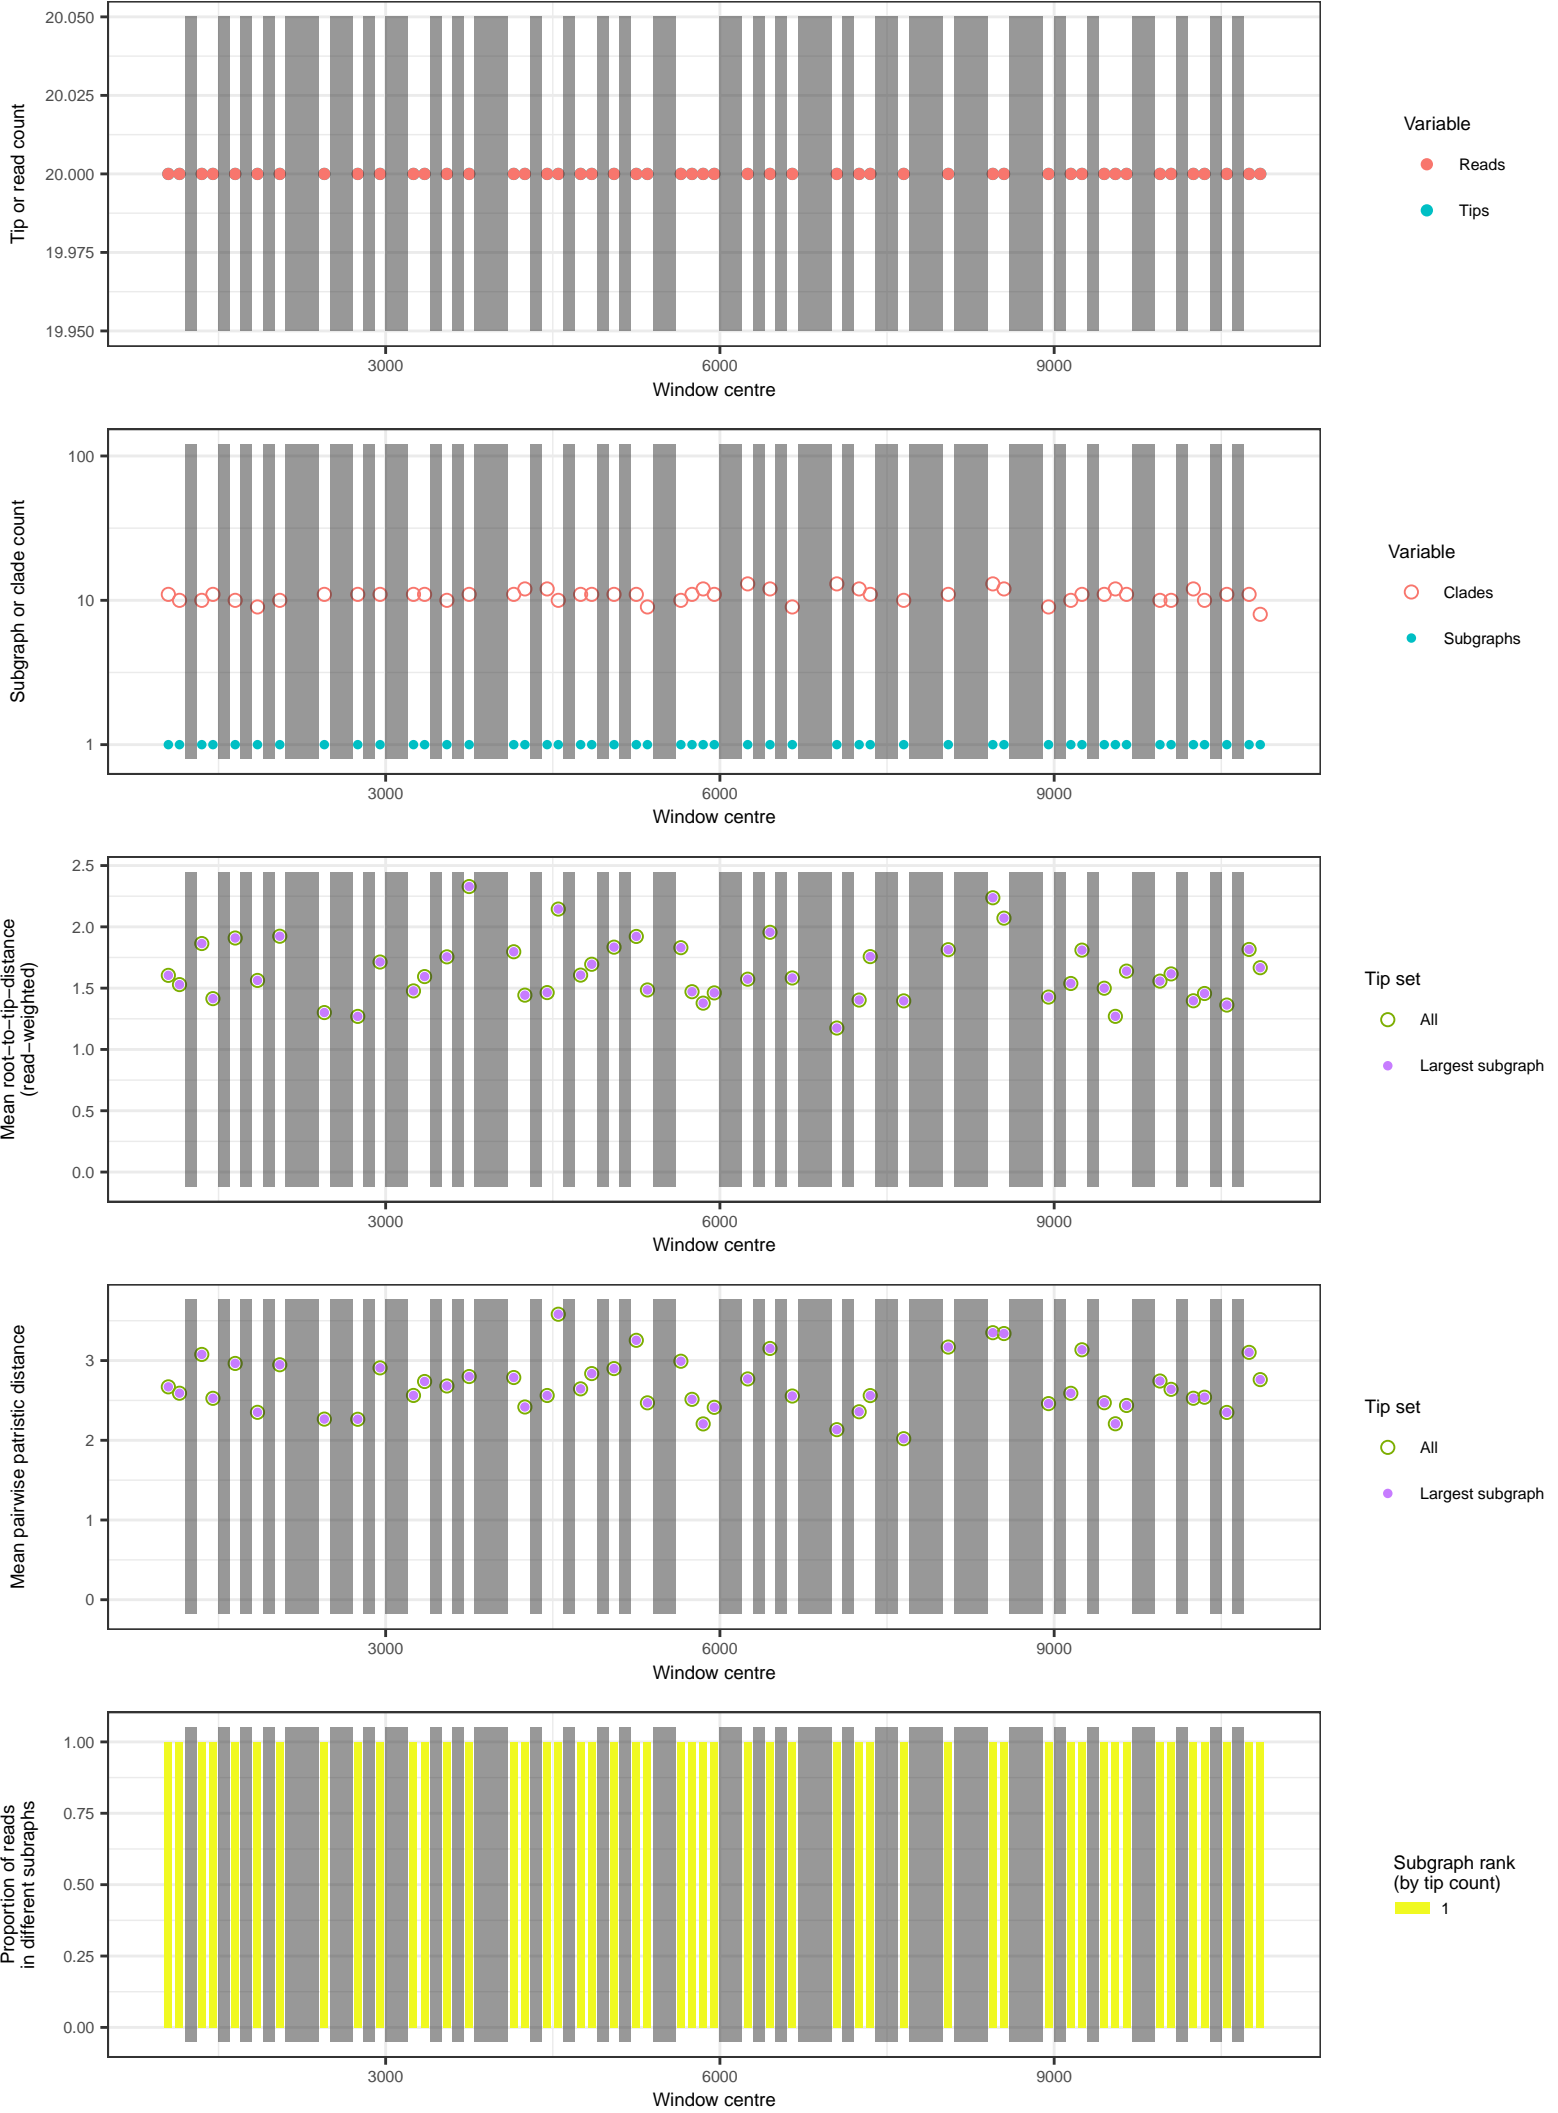 20.050
20.025
20.000
19.975
19.950
Tip or read count
3000
6000
9000
Window centre
Variable
Reads
Tips
100
10
1
Subgraph or clade count
3000
6000
9000
Window centre
Variable
Clades
Subgraphs
2.5
2.0
1.5
1.0
0.5
0.0
Mean root−to−tip−distance
(read−weighted)
3000
6000
9000
Window centre
Tip set
All
Largest subgraph
3
2
1
0
Mean pairwise patristic distance
3000
6000
9000
Window centre
Tip set
All
Largest subgraph
1.00
0.75
0.50
0.25
0.00
Proportion of reads
in different subraphs
3000
6000
9000
Window centre
Subgraph rank
(by tip count)
1